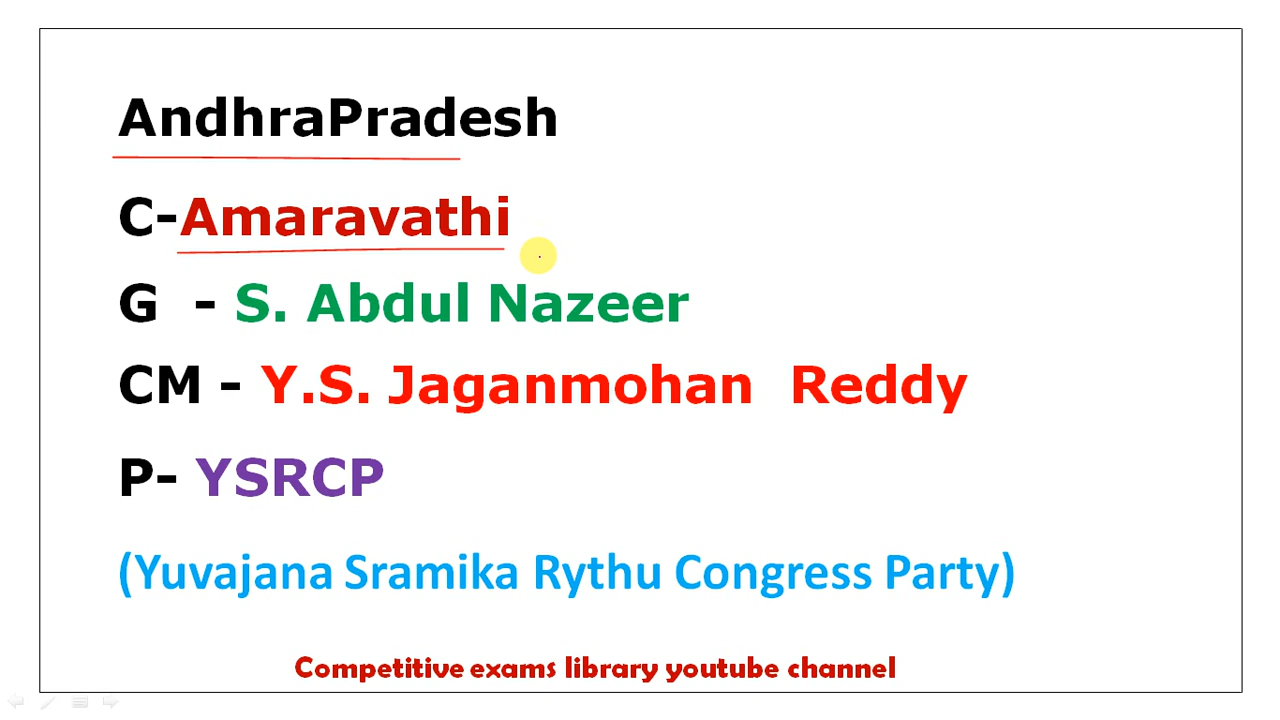 AndhraPradesh
C-Amaravathi
G - S. Abdul Nazeer
CM - Y.S. Jaganmohan Reddy
P- YSRCP
(Yuvajana Sramika Rythu Congress Party)
Competitive exams library youtube channel